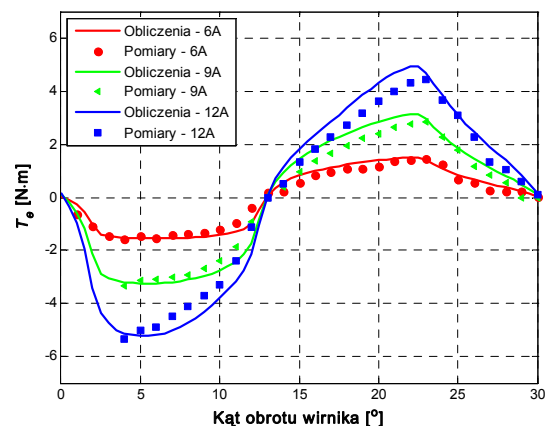 Obliczenia - 6A
Pomiary - 6A
Obliczenia - 9A
Pomiary - 9A
Obliczenia - 12A
Pomiary - 12A
6
4
2
0
-2
-4
-6
Te [N·m]
0 5 10 15 20 25 30
Kąt obrotu wirnika [º]